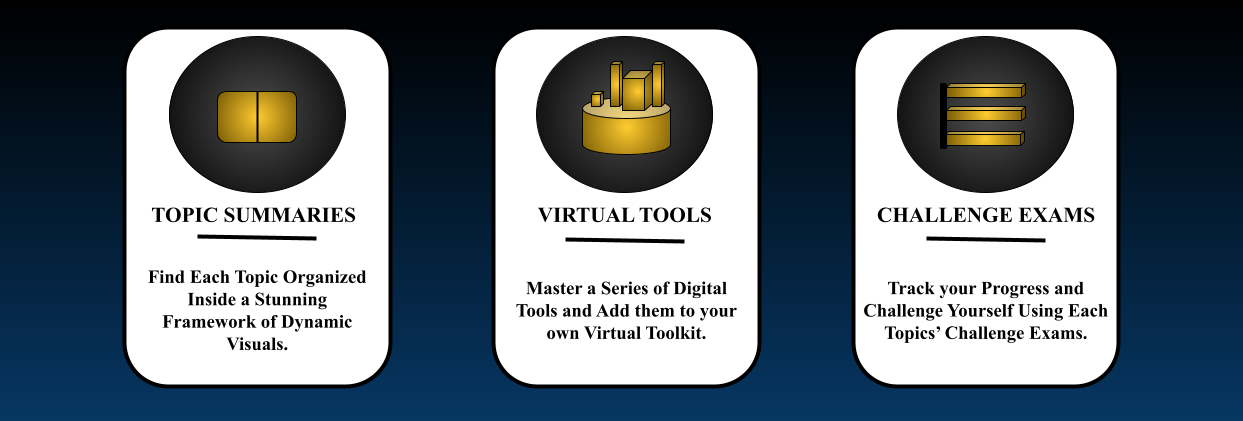 TOPIC SUMMARIES
Find Each Topic Organized
Inside a Stunning
Framework of Dynamic
Visuals.
VIRTUAL TOOLS
Master a Series of Digital
Tools and Add them to your
own Virtual Toolkit.
CHALLENGE EXAMS
Track your Progress and
Challenge Yourself Using Each
Topics’ Challenge Exams.